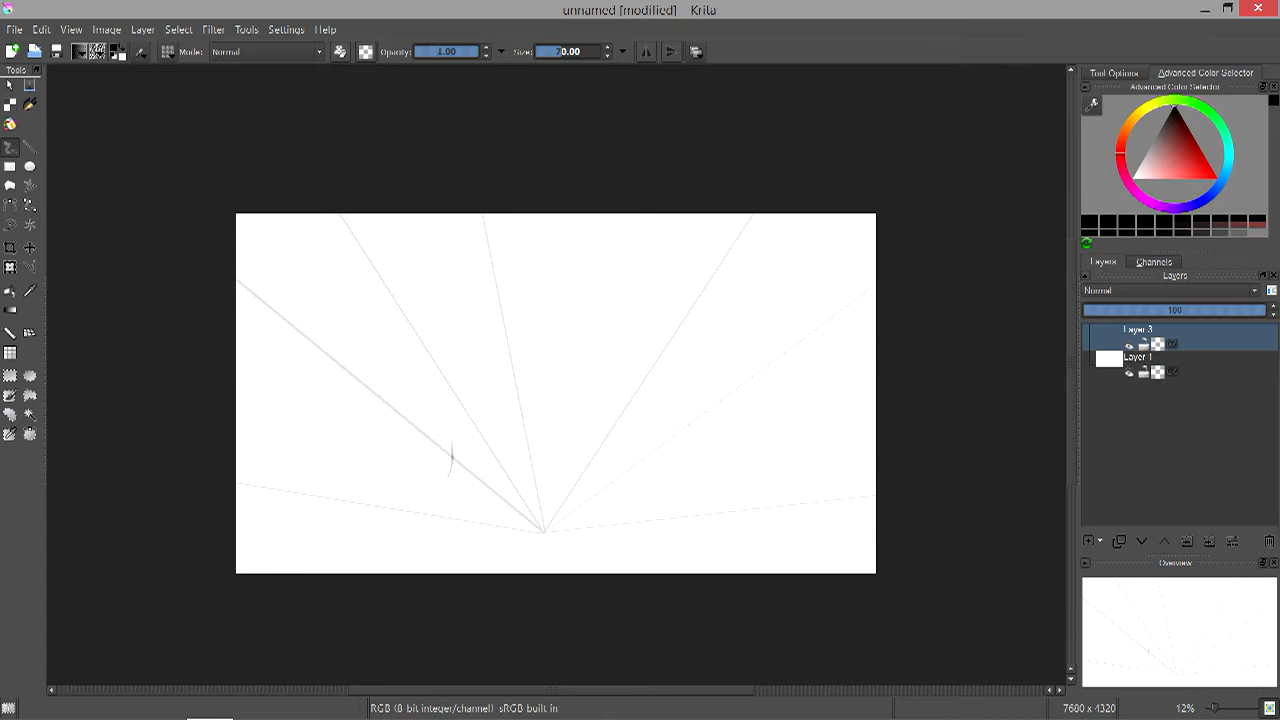 unnamed [modified] - Krita
File Edit View Image Layer Select Filter Tools Settings Help
Mode: Normal Opacity: 1.00 Size: 70.00
Tools
Tool Options Advanced Color Selector
Advanced Color Selector
Layers Channels
Layers
Normal
100
Layer 3
Layer 1
Overview
RGB (8 bit integer/channel) sRGB built in 7680 x 4320 12%